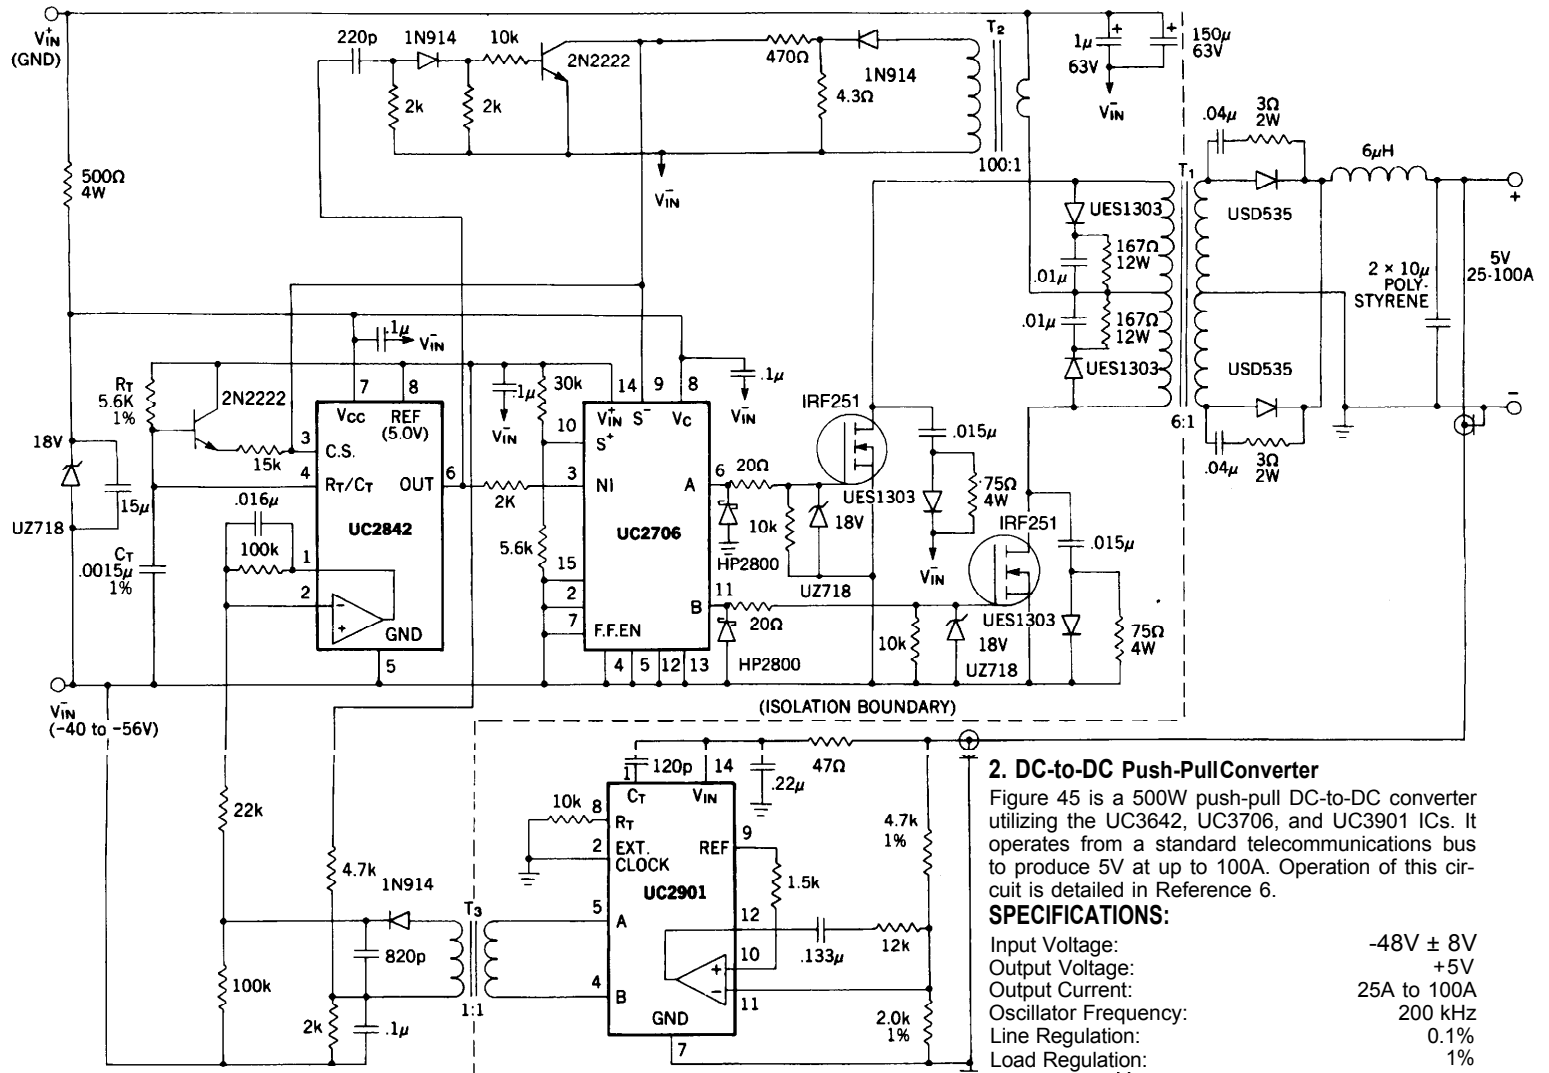 V+IN
(GND)
220p
1N914
10k
2N2222
2k
2k
470Ω
1N914
4.3Ω
T2
100:1
1μ
63V
150μ
63V
V-IN
V-IN
500Ω
4W
.04μ
3Ω
2W
6μH
T1
UES1303
USD535
167Ω
12W
.01μ
+
5V
25-100A
2 × 10μ
POLY-
STYRENE
.01μ
167Ω
12W
UES1303
USD535
−
6:1
.04μ
3Ω
2W
.1μ
V-IN
RT
5.6K
1%
2N2222
15k
7
8
VCC
REF
(5.0V)
3
C.S.
4
RT/CT
OUT
6
UC2842
1
2
GND
5
.1μ
V-IN
30k
14
9
8
V+IN
S-
VC
10
S+
3
NI
A
6
UC2706
15
2
7
F.F.EN
B
11
4
5
12
13
.1μ
V-IN
2K
5.6k
18V
15μ
UZ718
CT
.0015μ
1%
.016μ
100k
20Ω
10k
18V
HP2800
UZ718
IRF251
.015μ
UES1303
75Ω
4W
V-IN
IRF251
.015μ
20Ω
HP2800
10k
18V
UZ718
UES1303
75Ω
4W
V-IN
(-40 to -56V)
(ISOLATION BOUNDARY)
22k
4.7k
1N914
T3
820p
100k
2k
.1μ
1:1
120p
1
14
CT
VIN
.22μ
47Ω
10k
8
RT
2
EXT.
CLOCK
REF
9
UC2901
1.5k
5
A
12
.133μ
12k
10
4
B
11
GND
7
4.7k
1%
2.0k
1%
2. DC-to-DC Push-PullConverter
Figure 45 is a 500W push-pull DC-to-DC converter
utilizing the UC3642, UC3706, and UC3901 ICs. It
operates from a standard telecommunications bus
to produce 5V at up to 100A. Operation of this cir-
cuit is detailed in Reference 6.
SPECIFICATIONS:
Input Voltage: -48V ± 8V
Output Voltage: +5V
Output Current: 25A to 100A
Oscillator Frequency: 200 kHz
Line Regulation: 0.1%
Load Regulation: 1%